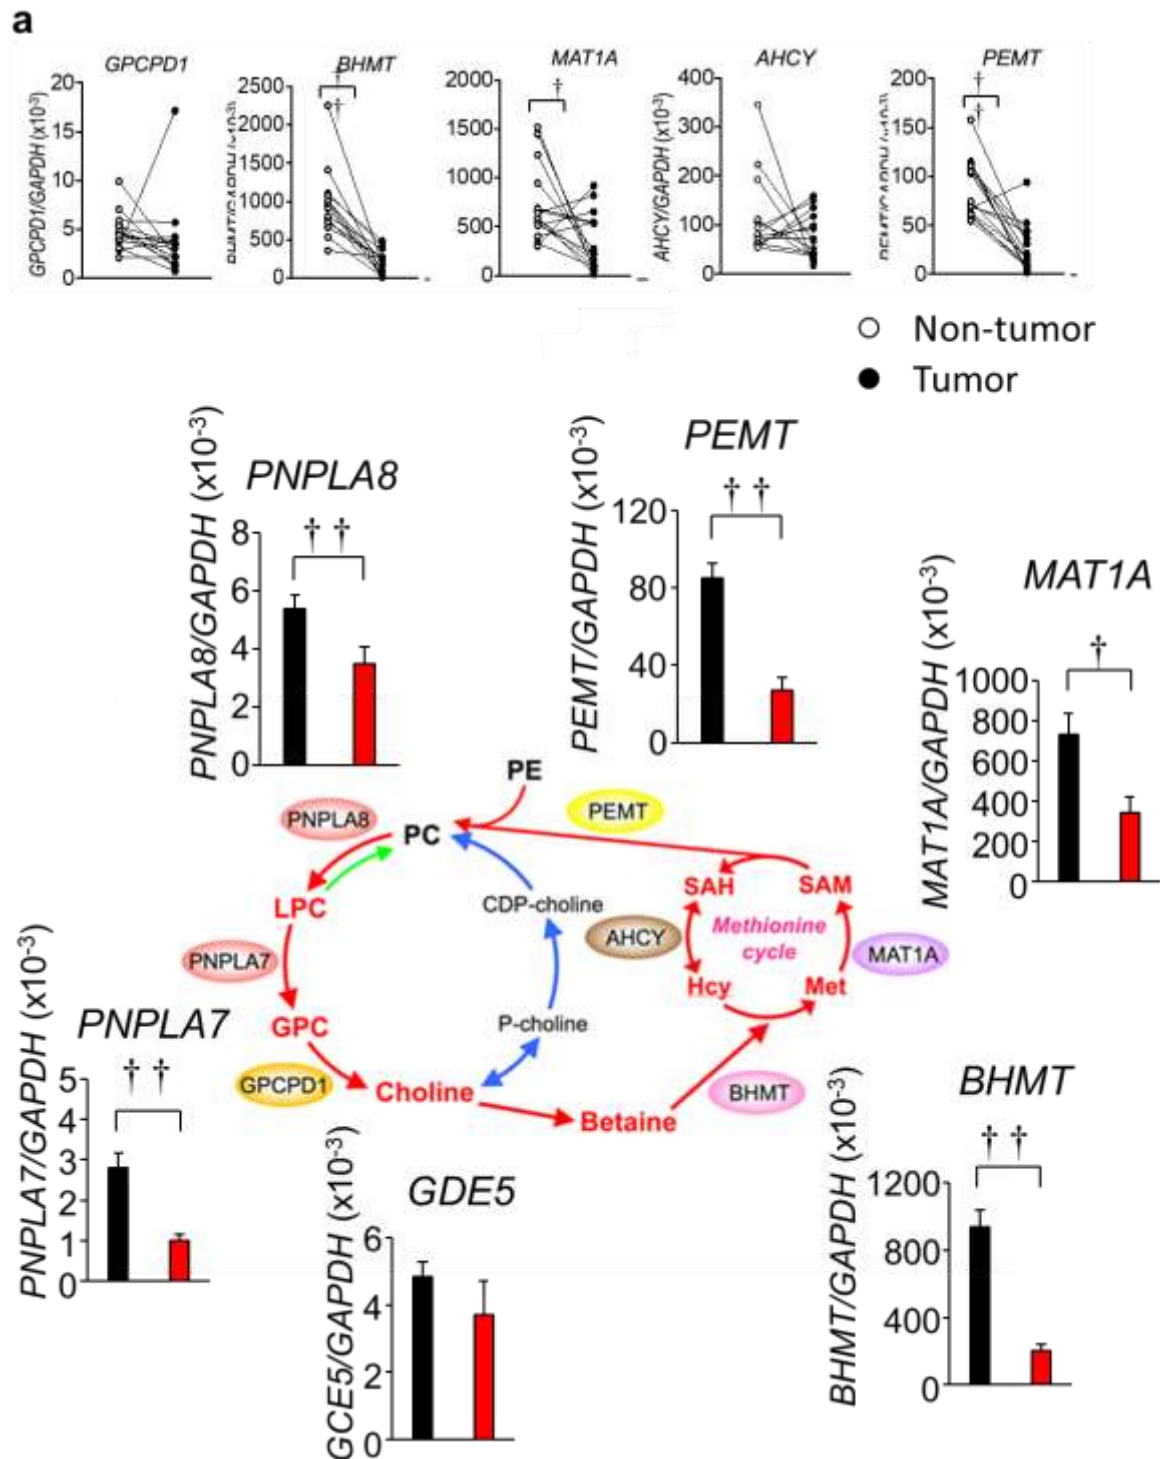 a
GPCPD1
BHMT
MAT1A
AHCY
PEMT
GPCPD1/GAPDH (x10-3)
20
15
10
5
0
2500
2000
1500
1000
500
0
† †
2000
1500
1000
500
0
†
AHCY/GAPDH (x10-3)
400
300
200
100
0
200
150
100
50
0
† †
Non-tumor
Tumor
PNPLA8
PNPLA8/GAPDH (x10-3)
† †
8
6
4
2
0
PEMT
PEMT/GAPDH (x10-3)
† †
120
80
40
0
MAT1A
MAT1A/GAPDH (x10-3)
†
1000
800
600
400
200
0
PE
PNPLA8
PC
PEMT
LPC
CDP-choline
SAH
SAM
PNPLA7
AHCY
Methionine
cycle
MAT1A
GPC
P-choline
Hcy
Met
GPCPD1
Choline
Betaine
BHMT
PNPLA7
PNPLA7/GAPDH (x10-3)
† †
5
4
3
2
1
0
GDE5
GCE5/GAPDH (x10-3)
6
4
2
0
BHMT
BHMT/GAPDH (x10-3)
† †
1200
800
400
0